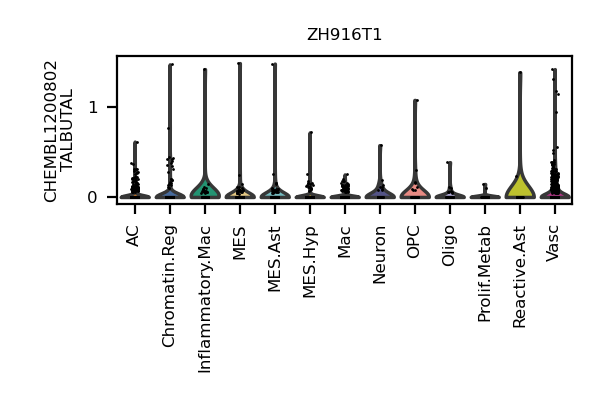 ZH916T1
CHEMBL1200802
TALBUTAL
1
0
AC
Chromatin.Reg
Inflammatory.Mac
MES
MES.Ast
MES.Hyp
Mac
Neuron
OPC
Oligo
Prolif.Metab
Reactive.Ast
Vasc